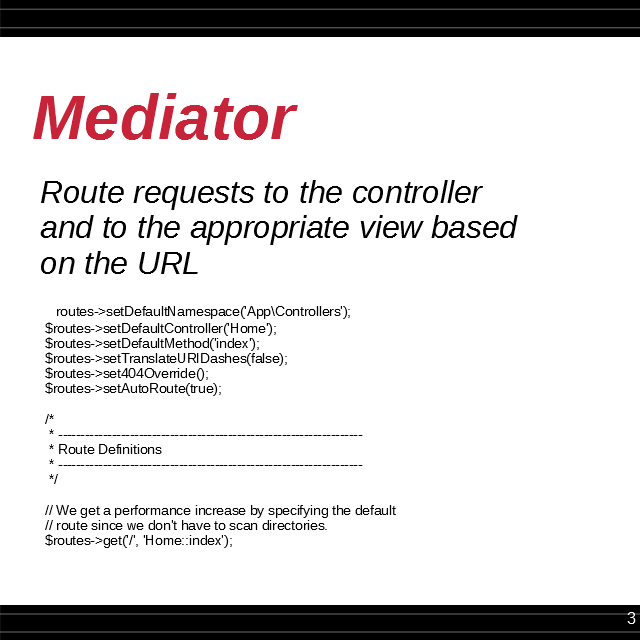 Mediator
Route requests to the controller
and to the appropriate view based
on the URL
routes->setDefaultNamespace('App\Controllers');
$routes->setDefaultController('Home');
$routes->setDefaultMethod('index');
$routes->setTranslateURIDashes(false);
$routes->set404Override();
$routes->setAutoRoute(true);
/*
* --------------------------------------------------------------------
* Route Definitions
* --------------------------------------------------------------------
*/
// We get a performance increase by specifying the default
// route since we don't have to scan directories.
$routes->get('/', 'Home::index');
3